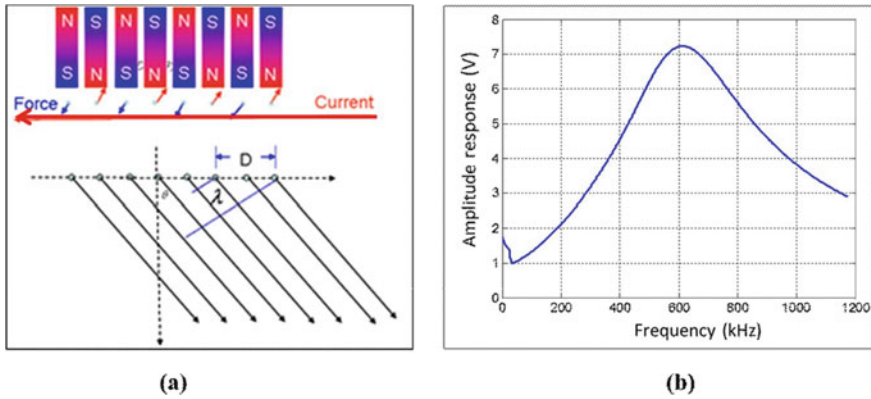 N S N S N S N S
S N S N S N S N
Force Current
D
θ
λ
(a)
Amplitude response (V)
8
7
6
5
4
3
2
1
0
0 200 400 600 800 1000 1200
Frequency (kHz)
(b)